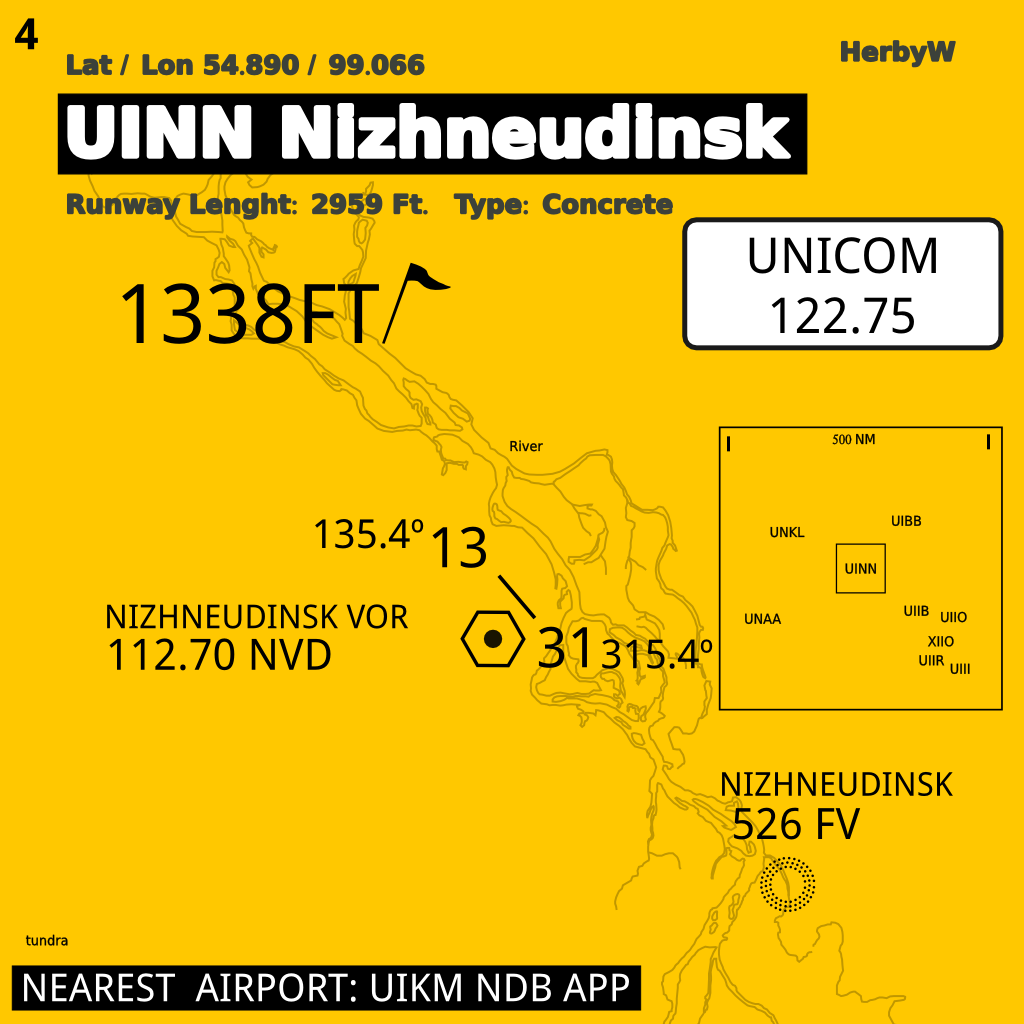 4
HerbyW
Lat / Lon 54.890 / 99.066
UINN Nizhneudinsk
Runway Lenght: 2959 Ft. Type: Concrete
UNICOM
122.75
1338FT
River
500 NM
UIBB
UNKL
UINN
UIIB
UIIO
UNAA
XIIO
UIIR
UIII
135.4º 13
NIZHNEUDINSK VOR
112.70 NVD
31 315.4º
NIZHNEUDINSK
526 FV
tundra
NEAREST AIRPORT: UIKM NDB APP